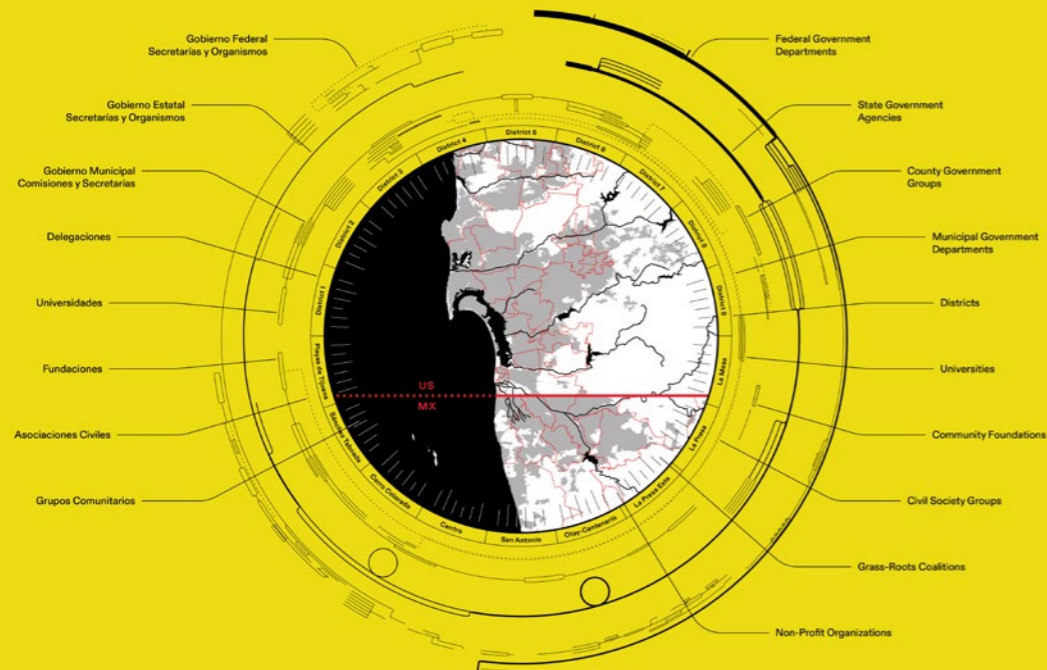 Gobierno Federal
Secretarías y Organismos
Gobierno Estatal
Secretarías y Organismos
Gobierno Municipal
Comisiones y Secretarías
Delegaciones
Universidades
Fundaciones
Asociaciones Civiles
Grupos Comunitarios
Federal Government
Departments
State Government
Agencies
County Government
Groups
Municipal Government
Departments
Districts
Universities
Community Foundations
Civil Society Groups
Grass-Roots Coalitions
Non-Profit Organizations
District 1
District 2
District 3
District 4
District 5
District 6
District 7
District 8
District 9
La Mesa
La Presa
La Presa Este
Otay-Centenario
San Antonio
Centro
Cerro Colorado
Sánchez Taboada
Playas de Tijuana
US
MX